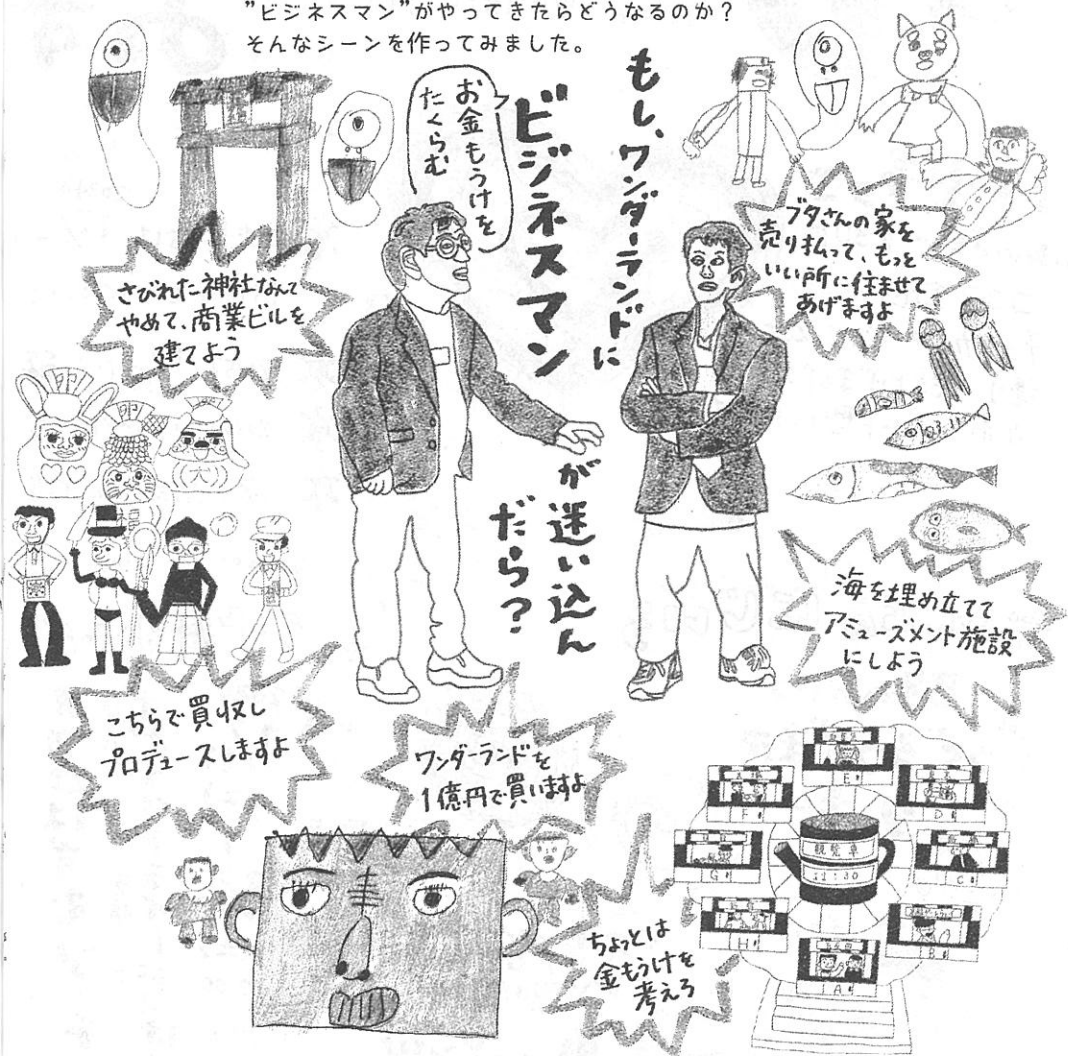 ”ビジネスマン”がやってきたらどうなるのか？
そんなシーンを作ってみました。
もし、ワンダーランドに
ビジネスマン
が迷い込ん
だら？
お金もうけを
たくらむ
さびれた神社なんて
やめて、商業ビルを
建てよう
ブタさんの家を
売り払って、もっと
いい所に住ませて
あげますよ
海を埋め立てて
アミューズメント施設
にしよう
こちらで買収し
プロデュースしますよ
ワンダーランドを
1億円で買いますよ
ちょっとは
金もうけを
考えろ
観覧車
11:30
E
F
D
G
C
H
B
A